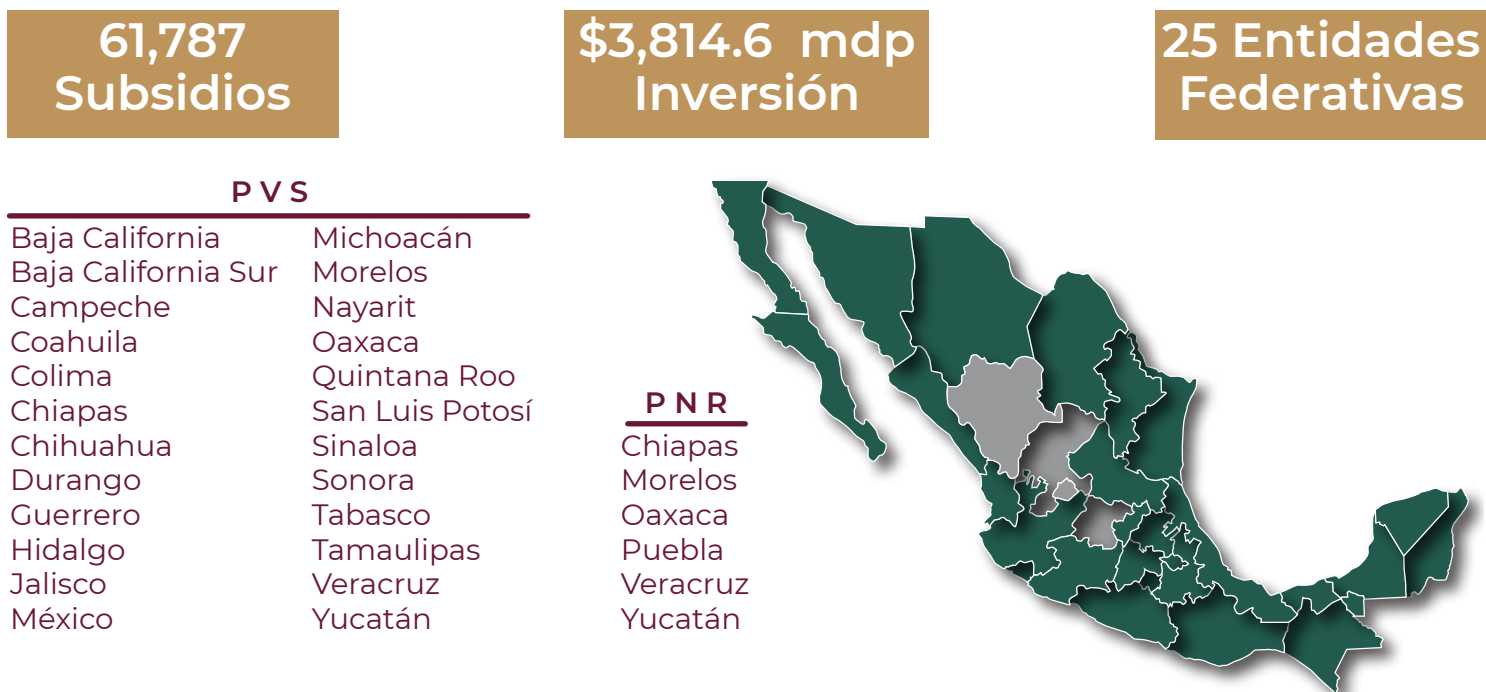 61,787
Subsidios
$3,814.6 mdp
Inversión
25 Entidades
Federativas
P V S
Baja California
Baja California Sur
Campeche
Coahuila
Colima
Chiapas
Chihuahua
Durango
Guerrero
Hidalgo
Jalisco
México
Michoacán
Morelos
Nayarit
Oaxaca
Quintana Roo
San Luis Potosí
Sinaloa
Sonora
Tabasco
Tamaulipas
Veracruz
Yucatán
P N R
Chiapas
Morelos
Oaxaca
Puebla
Veracruz
Yucatán